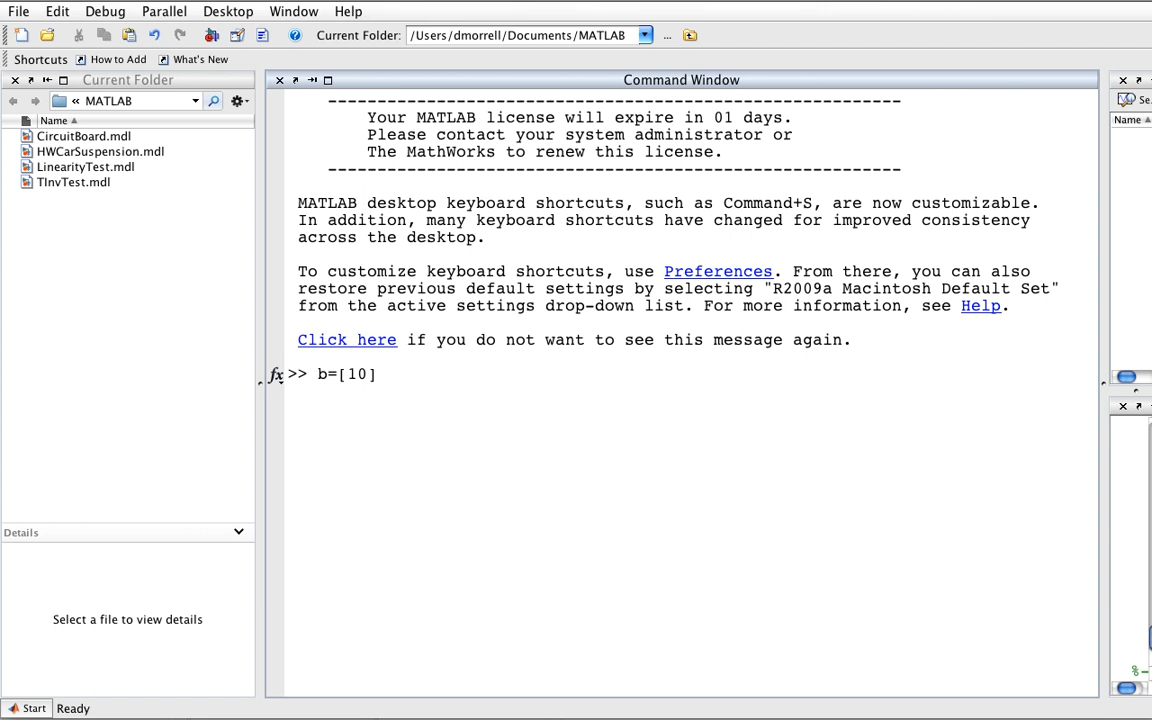 File Edit Debug Parallel Desktop Window Help
Current Folder: /Users/dmorrell/Documents/MATLAB ...
Shortcuts How to Add What's New
Current Folder
Command Window
« MATLAB
Name
CircuitBoard.mdl
HWCarSuspension.mdl
LinearityTest.mdl
TInvTest.mdl
Details
Select a file to view details
----------------------------------------------------------
Your MATLAB license will expire in 01 days.
Please contact your system administrator or
The MathWorks to renew this license.
----------------------------------------------------------
MATLAB desktop keyboard shortcuts, such as Command+S, are now customizable.
In addition, many keyboard shortcuts have changed for improved consistency
across the desktop.
To customize keyboard shortcuts, use Preferences. From there, you can also
restore previous default settings by selecting "R2009a Macintosh Default Set"
from the active settings drop-down list. For more information, see Help.
Click here if you do not want to see this message again.
fx >> b=[10]
Se.
Name
%-
Start Ready